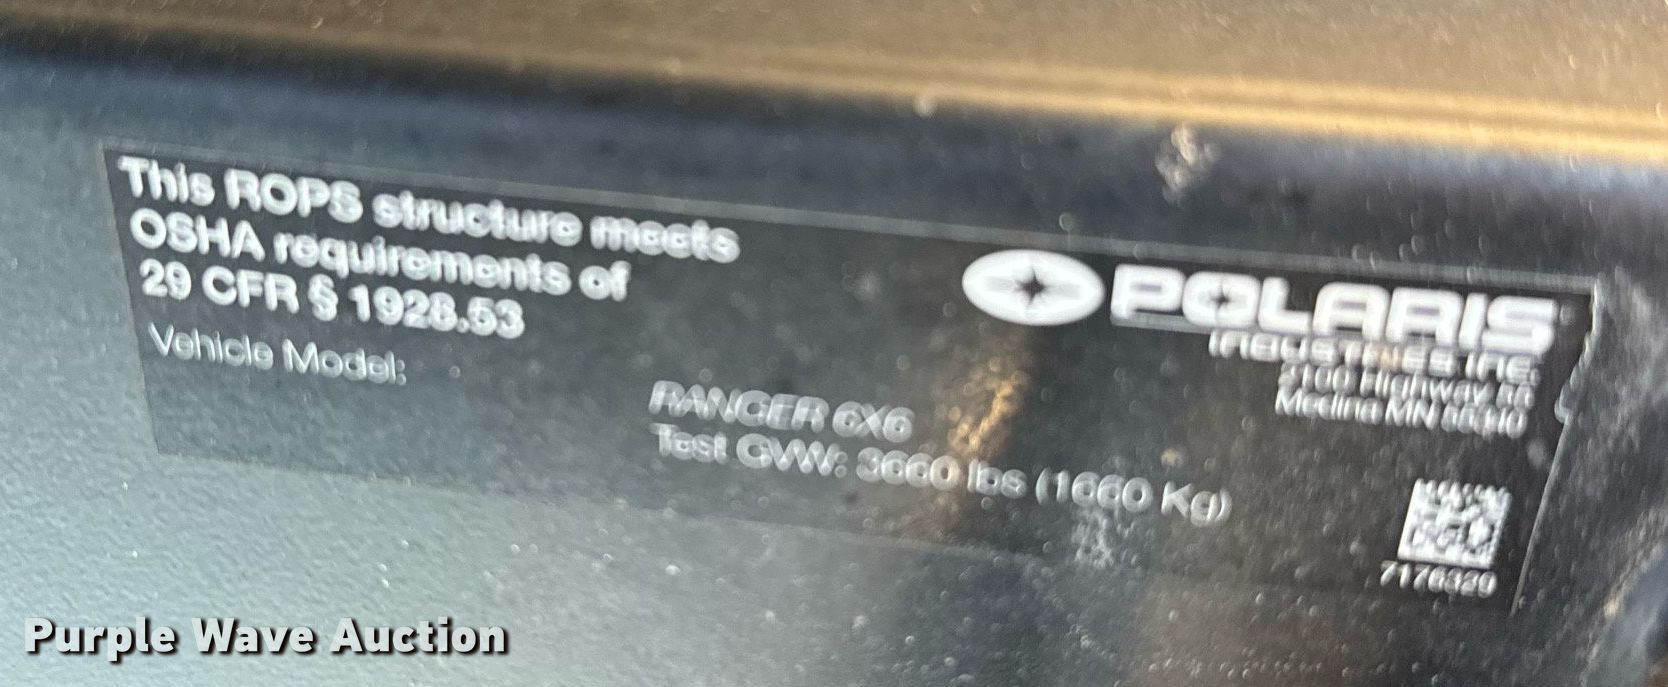 This ROPS structure meets
OSHA requirements of
29 CFR § 1928.53
Vehicle Model:
RANGER 6X6
Test GVW: 3660 lbs (1660 Kg)
POLARIS
INDUSTRIES INC.
2100 Highway 55
Medina MN 55340
7176320
Purple Wave Auction